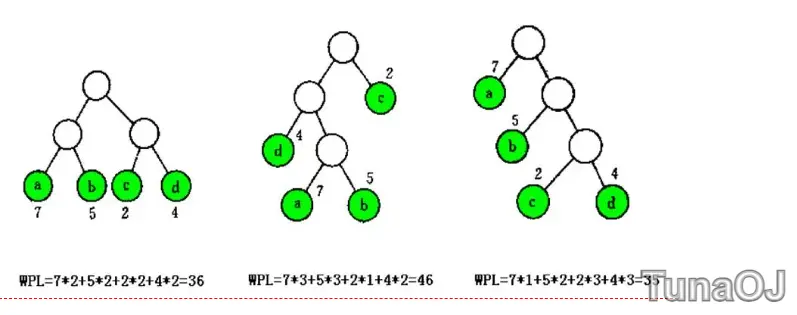 a b c d
7 5 2 4
WPL=7*2+5*2+2*2+4*2=36
2
c
4
d
7 5
a b
WPL=7*3+5*3+2*1+4*2=46
7
a
5
b
2 4
c d
WPL=7*1+5*2+2*3+4*3=35
TunaOJ